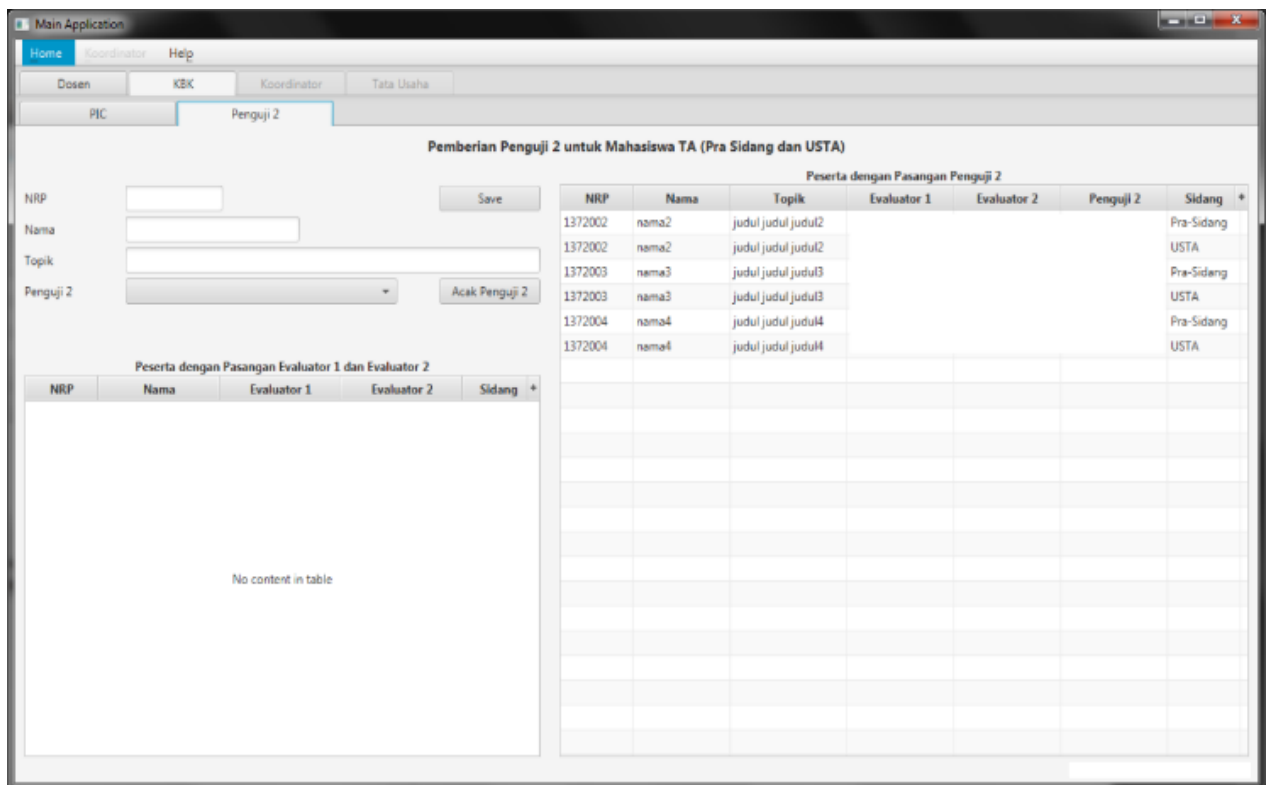 Main Application
Home Koordinator Help
Dosen KBK Koordinator Tata Usaha
PIC Penguji 2
Pemberian Penguji 2 untuk Mahasiswa TA (Pra Sidang dan USTA)
NRP Save
Nama
Topik
Penguji 2 Acak Penguji 2
Peserta dengan Pasangan Evaluator 1 dan Evaluator 2
NRP Nama Evaluator 1 Evaluator 2 Sidang +
No content in table
Peserta dengan Pasangan Penguji 2
NRP Nama Topik Evaluator 1 Evaluator 2 Penguji 2 Sidang +
1372002 nama2 judul judul judul2 Pra-Sidang
1372002 nama2 judul judul judul2 USTA
1372003 nama3 judul judul judul3 Pra-Sidang
1372003 nama3 judul judul judul3 USTA
1372004 nama4 judul judul judul4 Pra-Sidang
1372004 nama4 judul judul judul4 USTA